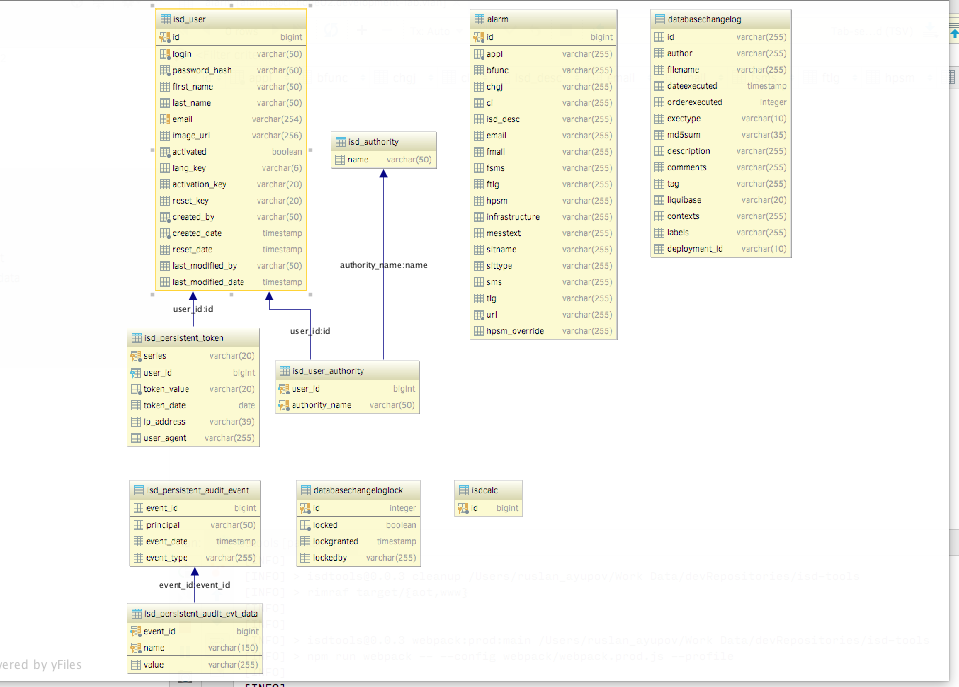 isd_user
id bigint
login varchar(50)
password_hash varchar(60)
first_name varchar(50)
last_name varchar(50)
email varchar(254)
image_url varchar(256)
activated boolean
lang_key varchar(6)
activation_key varchar(20)
reset_key varchar(20)
created_by varchar(50)
created_date timestamp
reset_date timestamp
last_modified_by varchar(50)
last_modified_date timestamp
isd_authority
name varchar(50)
alarm
id bigint
appl varchar(255)
bfunc varchar(255)
chgj varchar(255)
ci varchar(255)
isd_desc varchar(255)
email varchar(255)
fmail varchar(255)
fsms varchar(255)
ftlg varchar(255)
hpsm varchar(255)
infrastructure varchar(255)
messtext varchar(255)
sitname varchar(255)
sittype varchar(255)
sms varchar(255)
tlg varchar(255)
url varchar(255)
hpsm_override varchar(255)
databasechangelog
id varchar(255)
author varchar(255)
filename varchar(255)
dateexecuted timestamp
orderexecuted integer
exectype varchar(10)
md5sum varchar(35)
description varchar(255)
comments varchar(255)
tag varchar(255)
liquibase varchar(20)
contexts varchar(255)
labels varchar(255)
deployment_id varchar(10)
authority_name:name
user_id:id
user_id:id
isd_persistent_token
series varchar(20)
user_id bigint
token_value varchar(20)
token_date date
ip_address varchar(39)
user_agent varchar(255)
isd_user_authority
user_id bigint
authority_name varchar(50)
isd_persistent_audit_event
event_id bigint
principal varchar(50)
event_date timestamp
event_type varchar(255)
databasechangeloglock
id integer
locked boolean
lockgranted timestamp
lockedby varchar(255)
isdcalc
id bigint
event_id:event_id
isd_persistent_audit_evt_data
event_id bigint
name varchar(150)
value varchar(255)
wered by yFiles